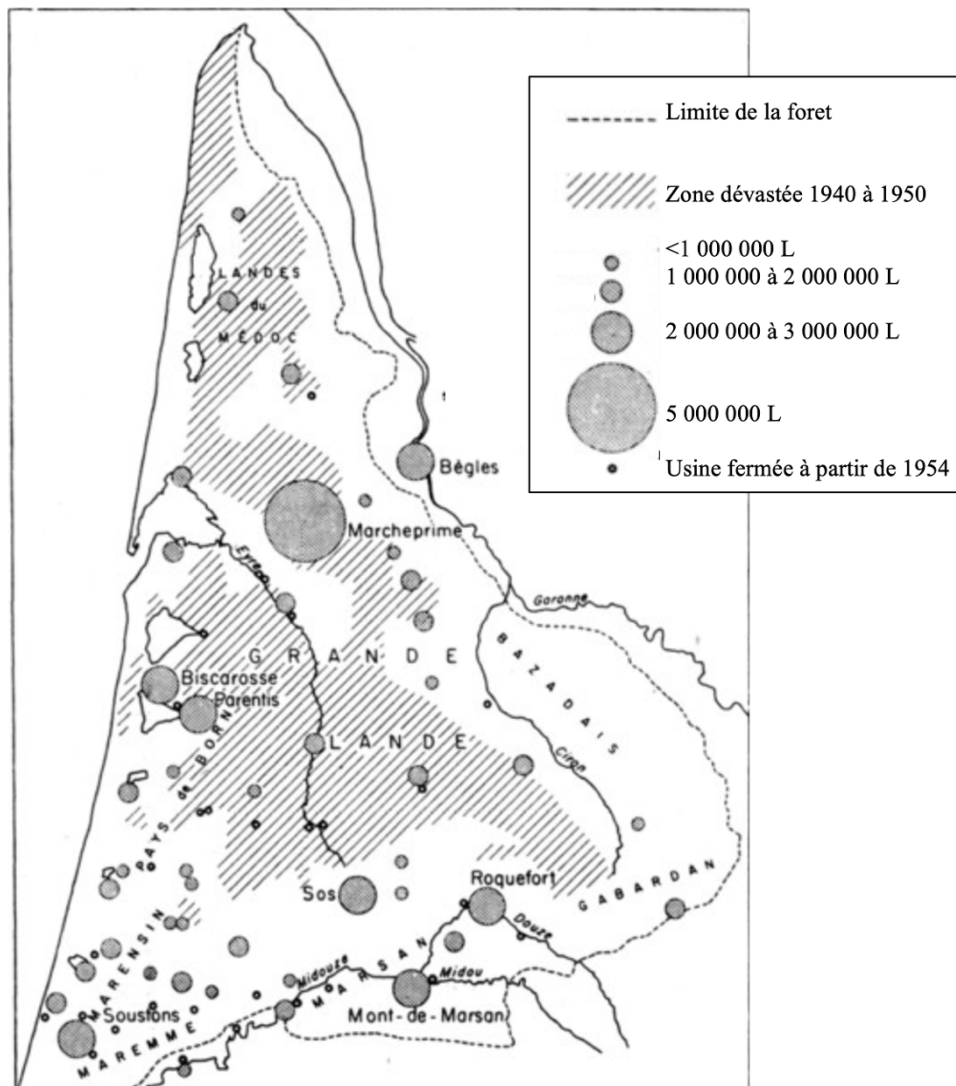 Limite de la foret
Zone dévastée 1940 à 1950
<1 000 000 L
1 000 000 à 2 000 000 L
2 000 000 à 3 000 000 L
5 000 000 L
Usine fermée à partir de 1954
LANDES
du
MÉDOC
Bègles
Marcheprime
Eyre
Garonne
GRANDE
BAZADAIS
Biscarosse
Parentis
LANDE
Ciron
PAYS de BORN
Sos
Roquefort
GABARDAN
Douze
MARENSIN
MARSAN
Midouze
Midou
Soustons
Mont-de-Marsan
MAREMME